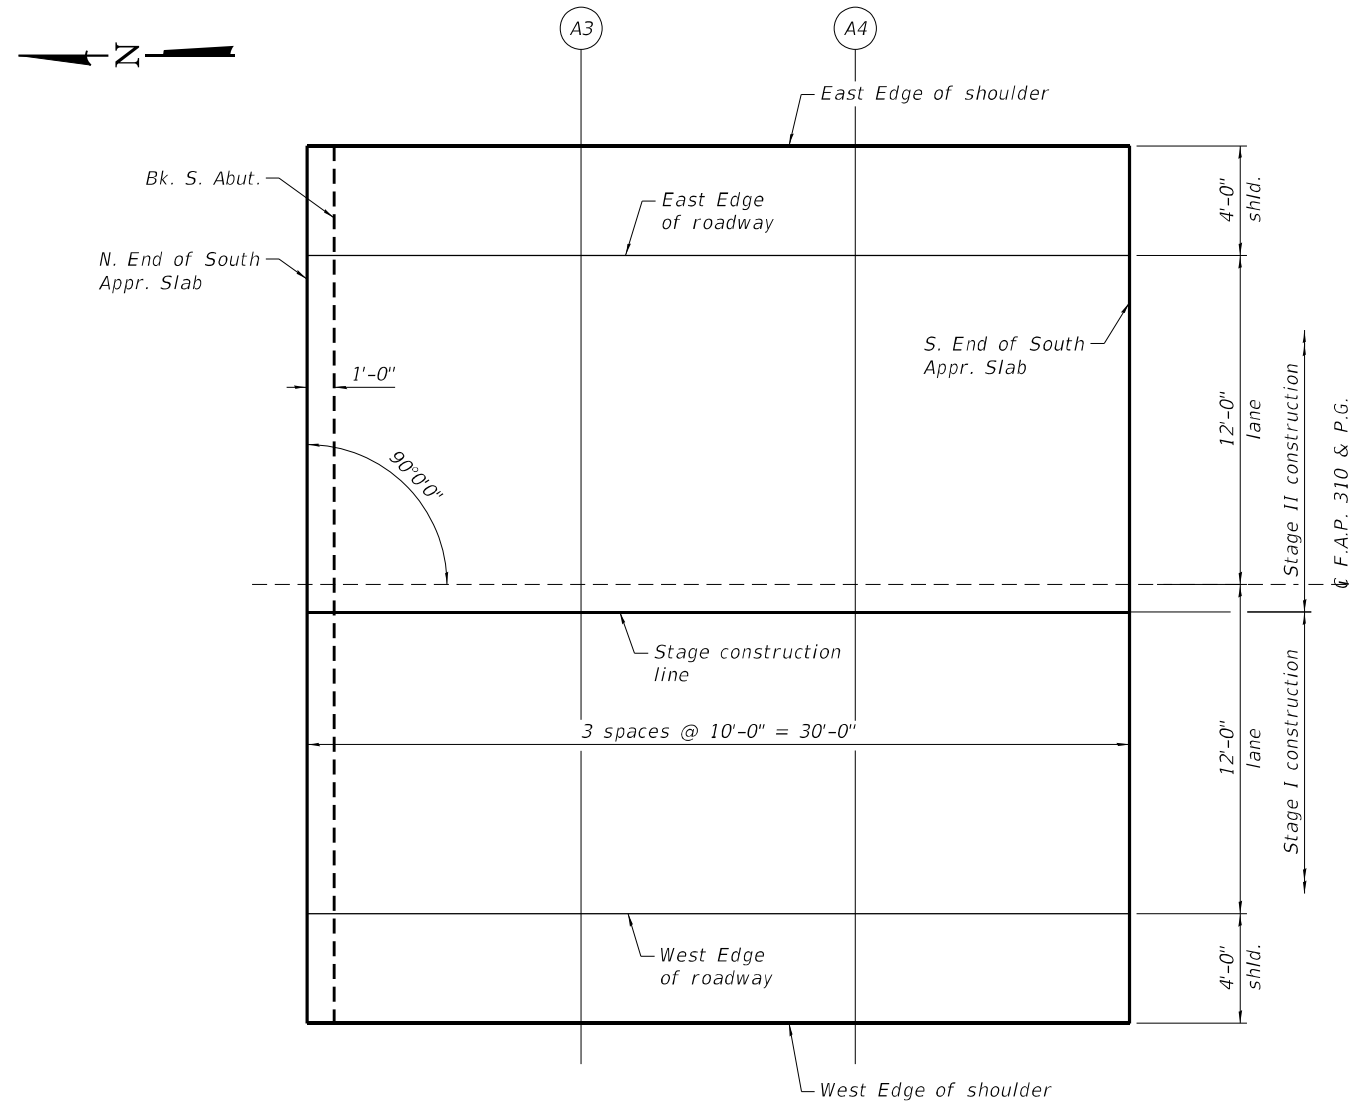 A3
A4
N
East Edge of shoulder
Bk. S. Abut.
East Edge
of roadway
4'-0"
shld.
N. End of South
Appr. Slab
S. End of South
Appr. Slab
1'-0"
12'-0"
lane
Stage II construction
℄ F.A.P. 310 & P.G.
90°0'0"
Stage construction
line
3 spaces @ 10'-0" = 30'-0"
12'-0"
lane
Stage I construction
West Edge
of roadway
4'-0"
shld.
West Edge of shoulder